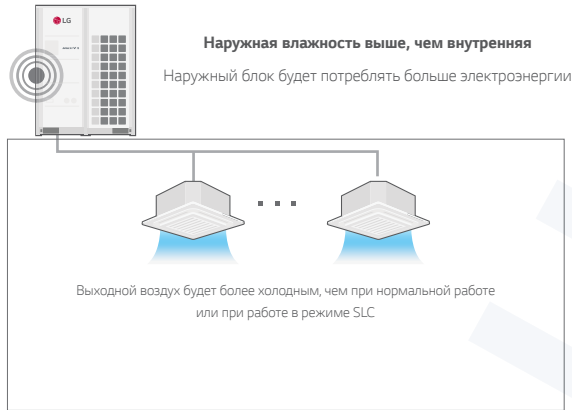 LG
Наружная влажность выше, чем внутренняя
Наружный блок будет потреблять больше электроэнергии
Выходной воздух будет более холодным, чем при нормальной работе
или при работе в режиме SLC